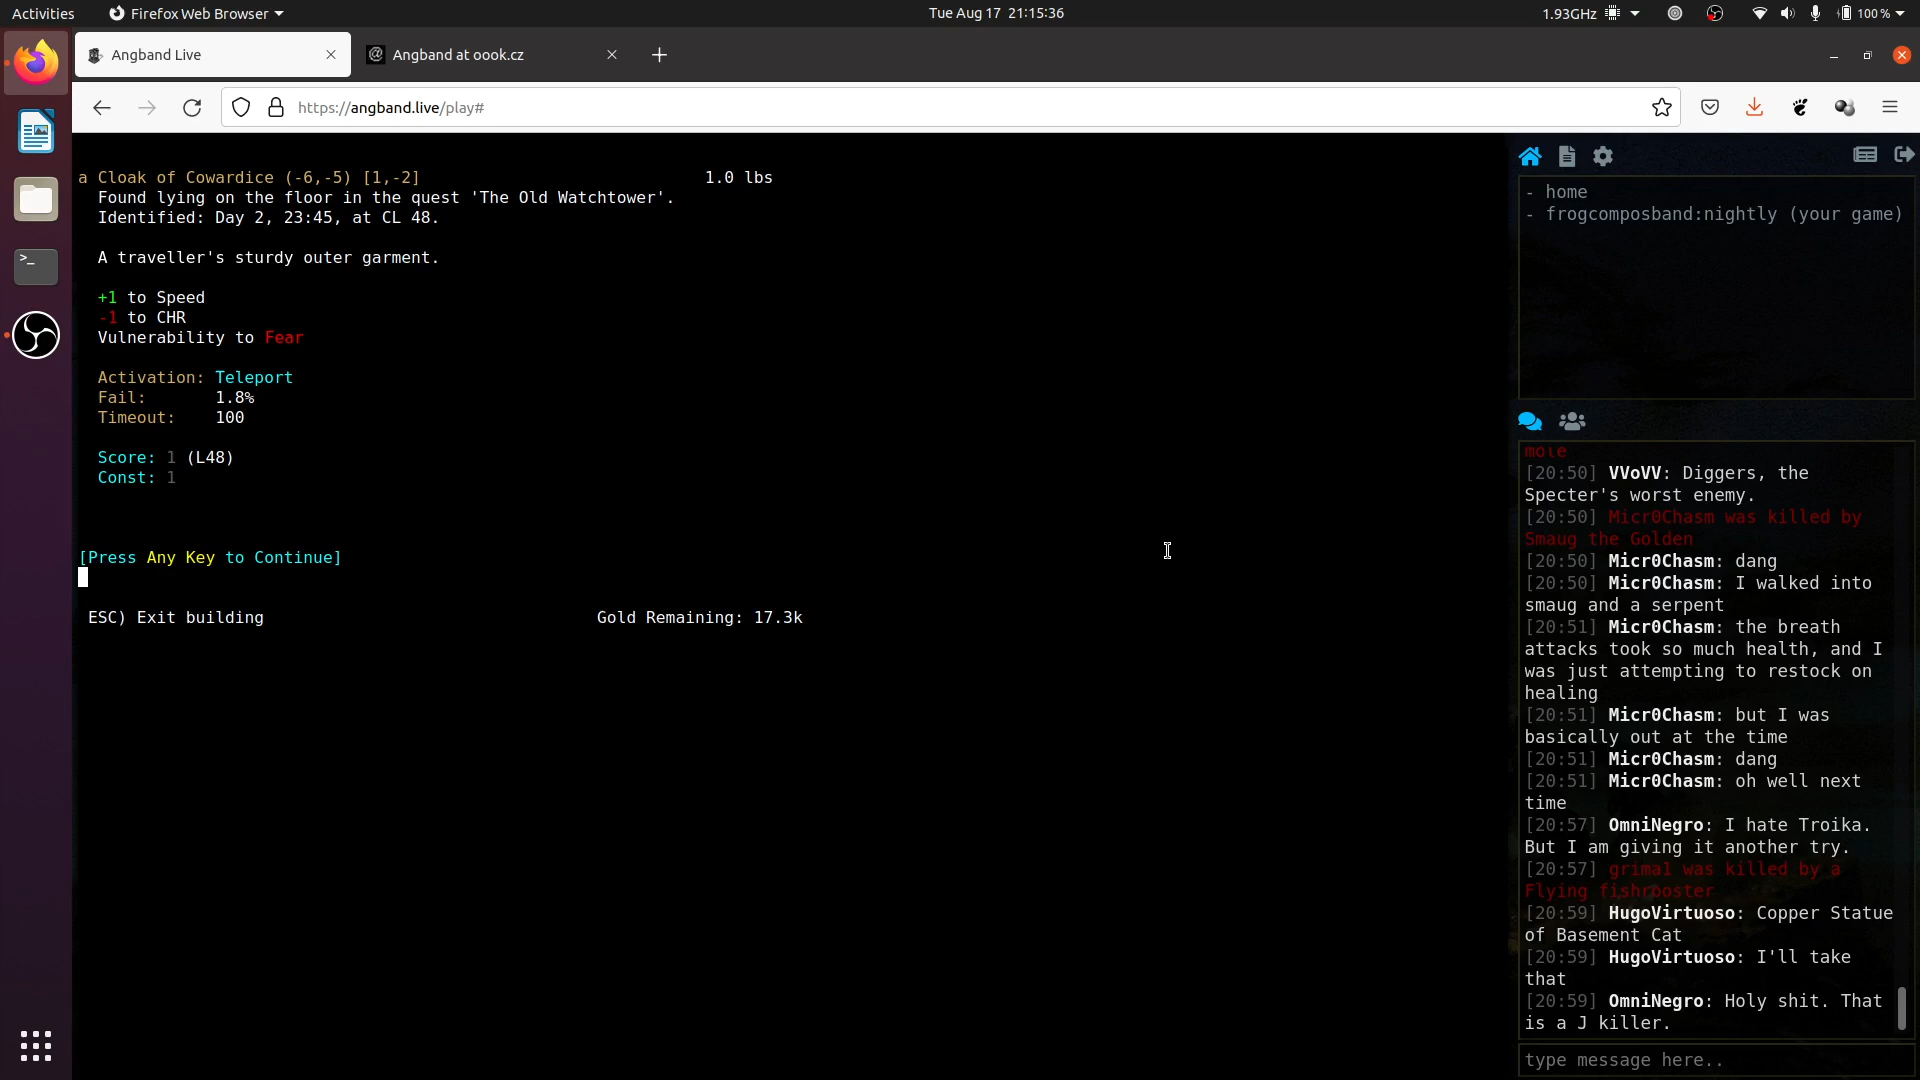 Activities
Firefox Web Browser
Tue Aug 17 21:15:36
1.93GHz
100 %
Angband Live
Angband at oook.cz
https://angband.live/play#
a Cloak of Cowardice (-6,-5) [1,-2] 1.0 lbs
Found lying on the floor in the quest 'The Old Watchtower'.
Identified: Day 2, 23:45, at CL 48.
A traveller's sturdy outer garment.
+1 to Speed
-1 to CHR
Vulnerability to Fear
Activation: Teleport
Fail: 1.8%
Timeout: 100
Score: 1 (L48)
Const: 1
[Press Any Key to Continue]
ESC) Exit building Gold Remaining: 17.3k
- home
- frogcomposband:nightly (your game)
mote
[20:50] VVoVV: Diggers, the
Specter's worst enemy.
[20:50] Micr0Chasm was killed by
Smaug the Golden
[20:50] Micr0Chasm: dang
[20:50] Micr0Chasm: I walked into
smaug and a serpent
[20:51] Micr0Chasm: the breath
attacks took so much health, and I
was just attempting to restock on
healing
[20:51] Micr0Chasm: but I was
basically out at the time
[20:51] Micr0Chasm: dang
[20:51] Micr0Chasm: oh well next
time
[20:57] OmniNegro: I hate Troika.
But I am giving it another try.
[20:57] grima1 was killed by a
Flying fishrooster
[20:59] HugoVirtuoso: Copper Statue
of Basement Cat
[20:59] HugoVirtuoso: I'll take
that
[20:59] OmniNegro: Holy shit. That
is a J killer.
type message here..